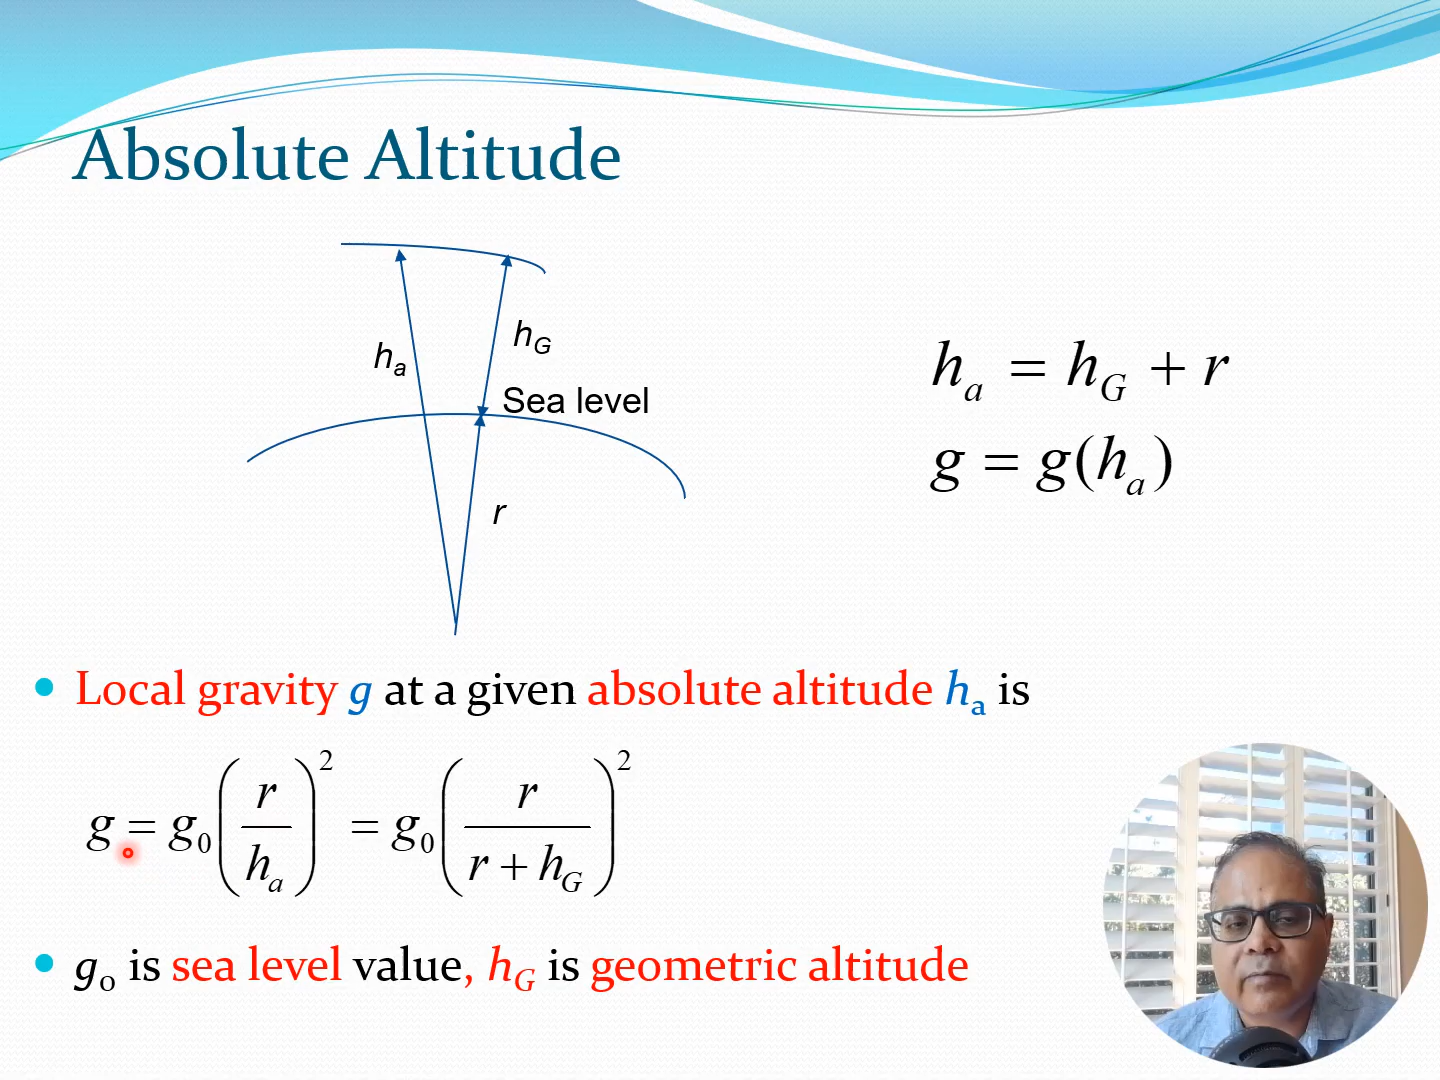 Absolute Altitude
h_a
h_G
Sea level
r
h_a = h_G + r
g = g(h_a)
Local gravity g at a given absolute altitude h_a is
g = g_0 (r / h_a)^2 = g_0 (r / (r + h_G))^2
g_0 is sea level value, h_G is geometric altitude